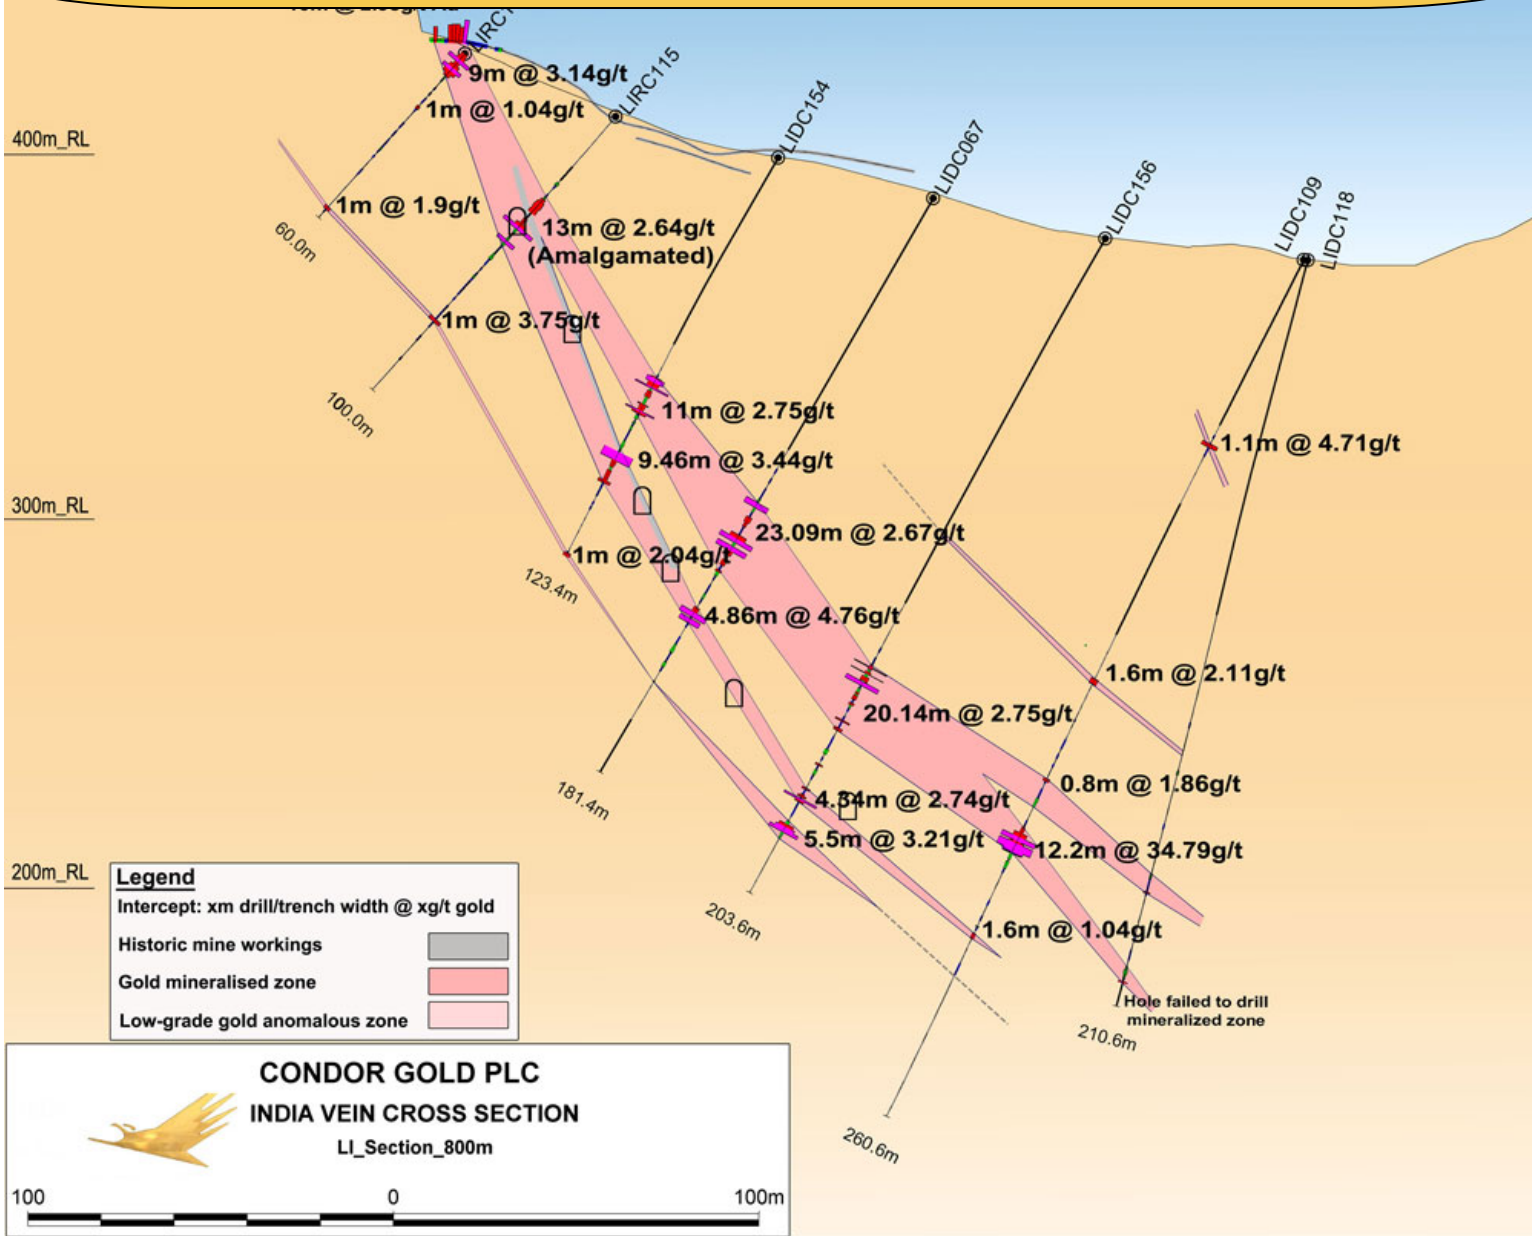 LIRC115
9m @ 3.14g/t
LIDC154
1m @ 1.04g/t
400m_RL
LIDC067
LIDC156
LIDC109
LIDC118
1m @ 1.9g/t
60.0m
13m @ 2.64g/t
(Amalgamated)
1m @ 3.75g/t
100.0m
11m @ 2.75g/t
1.1m @ 4.71g/t
9.46m @ 3.44g/t
300m_RL
23.09m @ 2.67g/t
1m @ 2.04g/t
123.4m
4.86m @ 4.76g/t
1.6m @ 2.11g/t
20.14m @ 2.75g/t
181.4m
0.8m @ 1.86g/t
4.34m @ 2.74g/t
5.5m @ 3.21g/t
12.2m @ 34.79g/t
200m_RL
203.6m
1.6m @ 1.04g/t
Hole failed to drill
mineralized zone
210.6m
260.6m
Legend
Intercept: xm drill/trench width @ xg/t gold
Historic mine workings
Gold mineralised zone
Low-grade gold anomalous zone
CONDOR GOLD PLC
INDIA VEIN CROSS SECTION
LI_Section_800m
100 0 100m